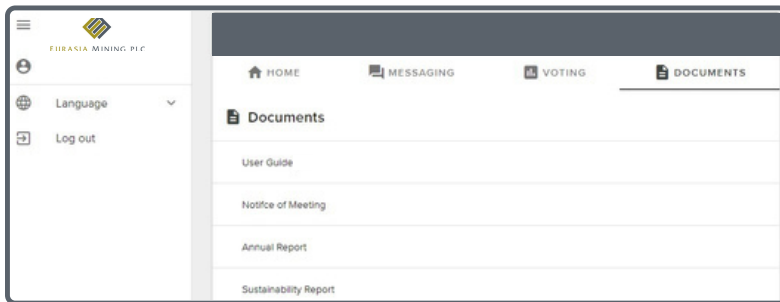 EURASIA MINING PLC
Language
Log out
HOME MESSAGING VOTING DOCUMENTS
Documents
User Guide
Notifce of Meeting
Annual Report
Sustainability Report